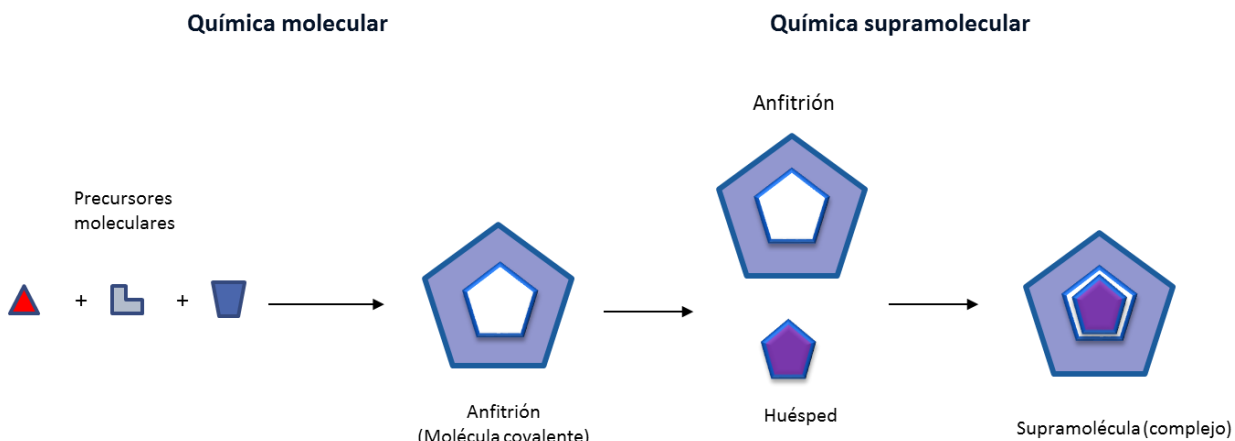 Química molecular
Química supramolecular
Anfitrión
Precursores
moleculares
+
+
Anfitrión
(Molécula covalente)
Huésped
Supramolécula (complejo)